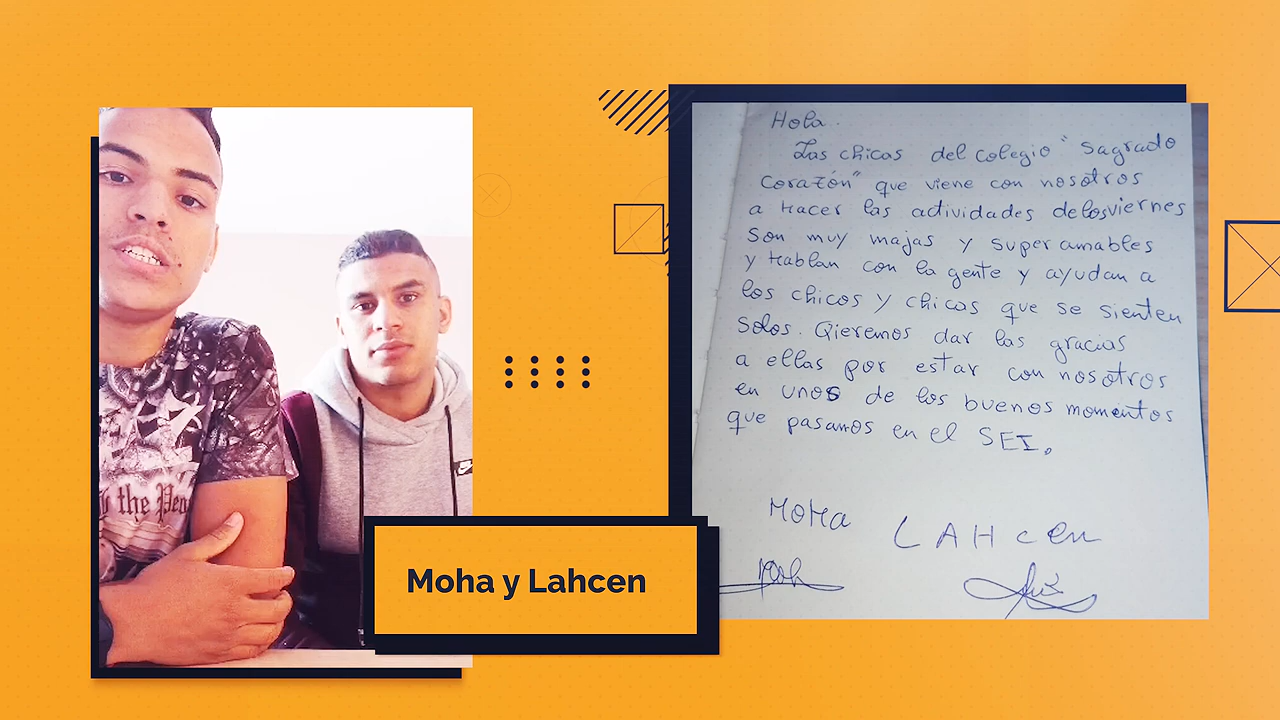 the Peo
Moha y Lahcen
Hola.
Las chicas del colegio "Sagrado
Corazón" que viene con nosotros
a Hacer las actividades delosviernes
Son muy majas y super amables
y Hablan con la gente y ayudan a
los chicos y chicas que se sienten
Solos. Qieremos dar las gracias
a ellas por estar con nosotros
en unos de los buenos momentos
que pasamos en el SEI.
MoHa LAHcen